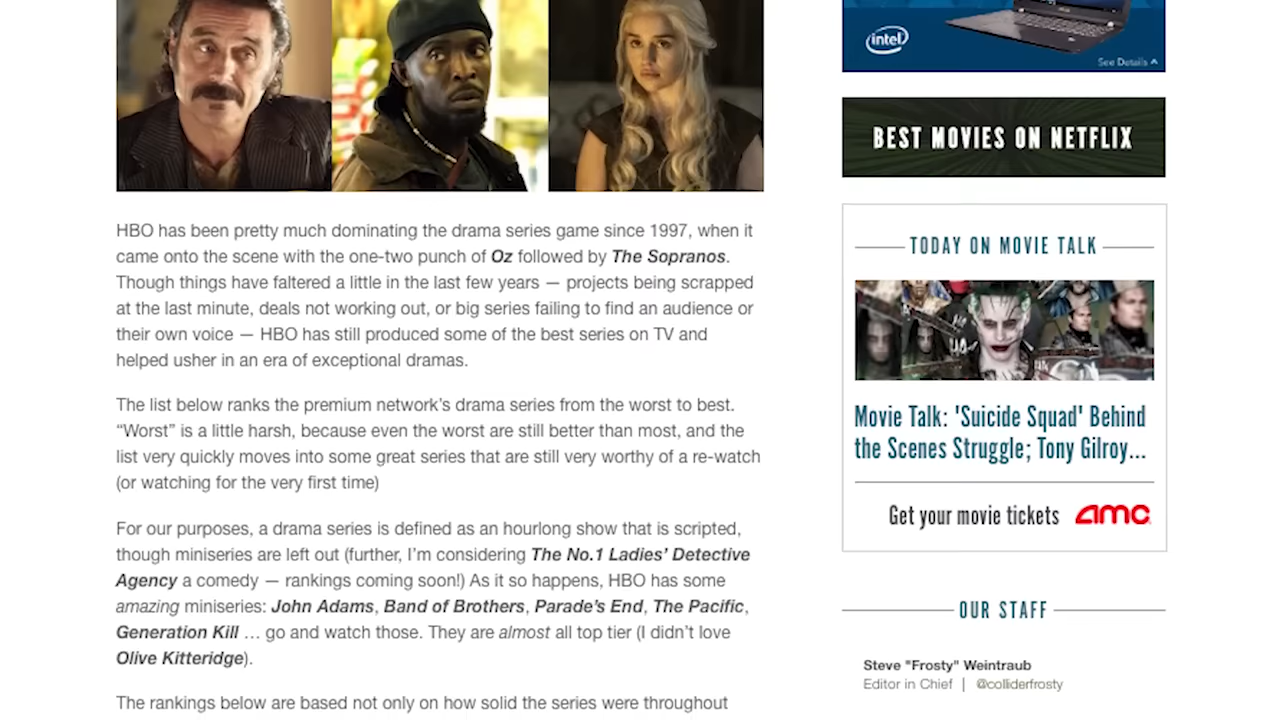 HBO has been pretty much dominating the drama series game since 1997, when it
came onto the scene with the one-two punch of Oz followed by The Sopranos.
Though things have faltered a little in the last few years — projects being scrapped
at the last minute, deals not working out, or big series failing to find an audience or
their own voice — HBO has still produced some of the best series on TV and
helped usher in an era of exceptional dramas.
The list below ranks the premium network's drama series from the worst to best.
“Worst” is a little harsh, because even the worst are still better than most, and the
list very quickly moves into some great series that are still very worthy of a re-watch
(or watching for the very first time)
For our purposes, a drama series is defined as an hourlong show that is scripted,
though miniseries are left out (further, I'm considering The No.1 Ladies' Detective
Agency a comedy — rankings coming soon!) As it so happens, HBO has some
amazing miniseries: John Adams, Band of Brothers, Parade's End, The Pacific,
Generation Kill … go and watch those. They are almost all top tier (I didn't love
Olive Kitteridge).
The rankings below are based not only on how solid the series were throughout
intel
See Details
BEST MOVIES ON NETFLIX
TODAY ON MOVIE TALK
Movie Talk: 'Suicide Squad' Behind
the Scenes Struggle; Tony Gilroy...
Get your movie tickets amc
OUR STAFF
Steve "Frosty" Weintraub
Editor in Chief | @colliderfrosty